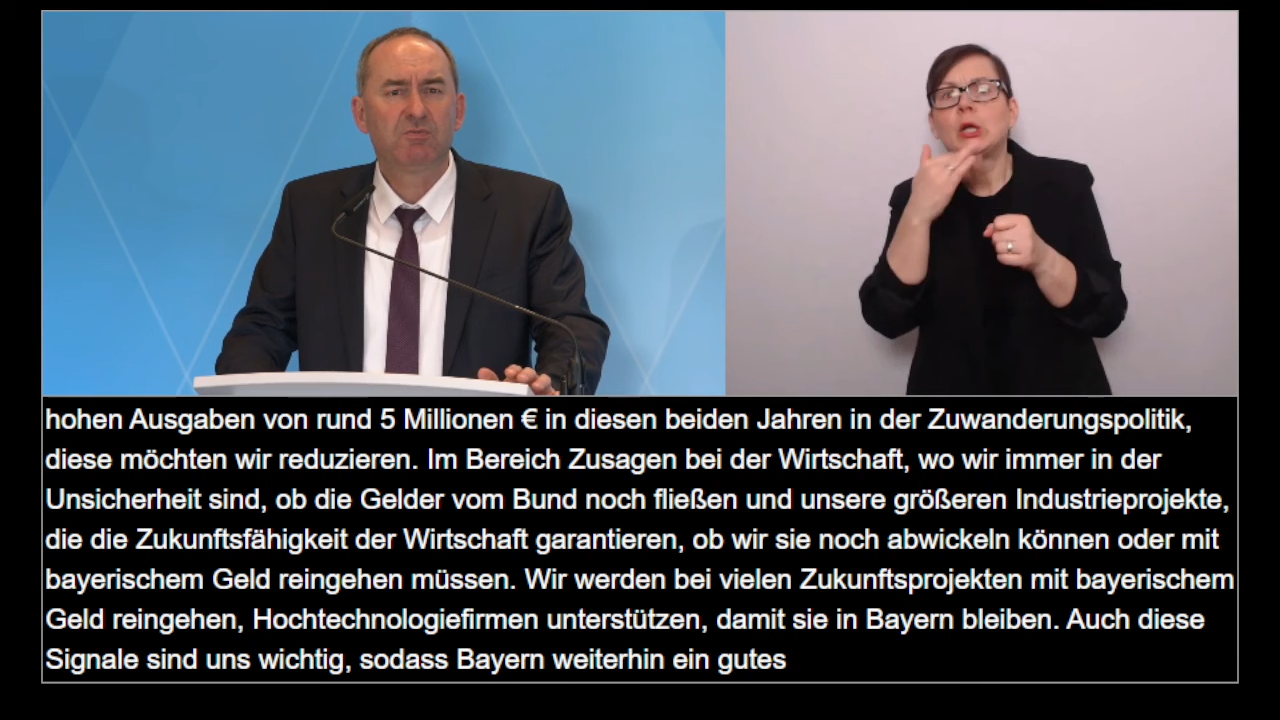 hohen Ausgaben von rund 5 Millionen € in diesen beiden Jahren in der Zuwanderungspolitik,
diese möchten wir reduzieren. Im Bereich Zusagen bei der Wirtschaft, wo wir immer in der
Unsicherheit sind, ob die Gelder vom Bund noch fließen und unsere größeren Industrieprojekte,
die die Zukunftsfähigkeit der Wirtschaft garantieren, ob wir sie noch abwickeln können oder mit
bayerischem Geld reingehen müssen. Wir werden bei vielen Zukunftsprojekten mit bayerischem
Geld reingehen, Hochtechnologiefirmen unterstützen, damit sie in Bayern bleiben. Auch diese
Signale sind uns wichtig, sodass Bayern weiterhin ein gutes